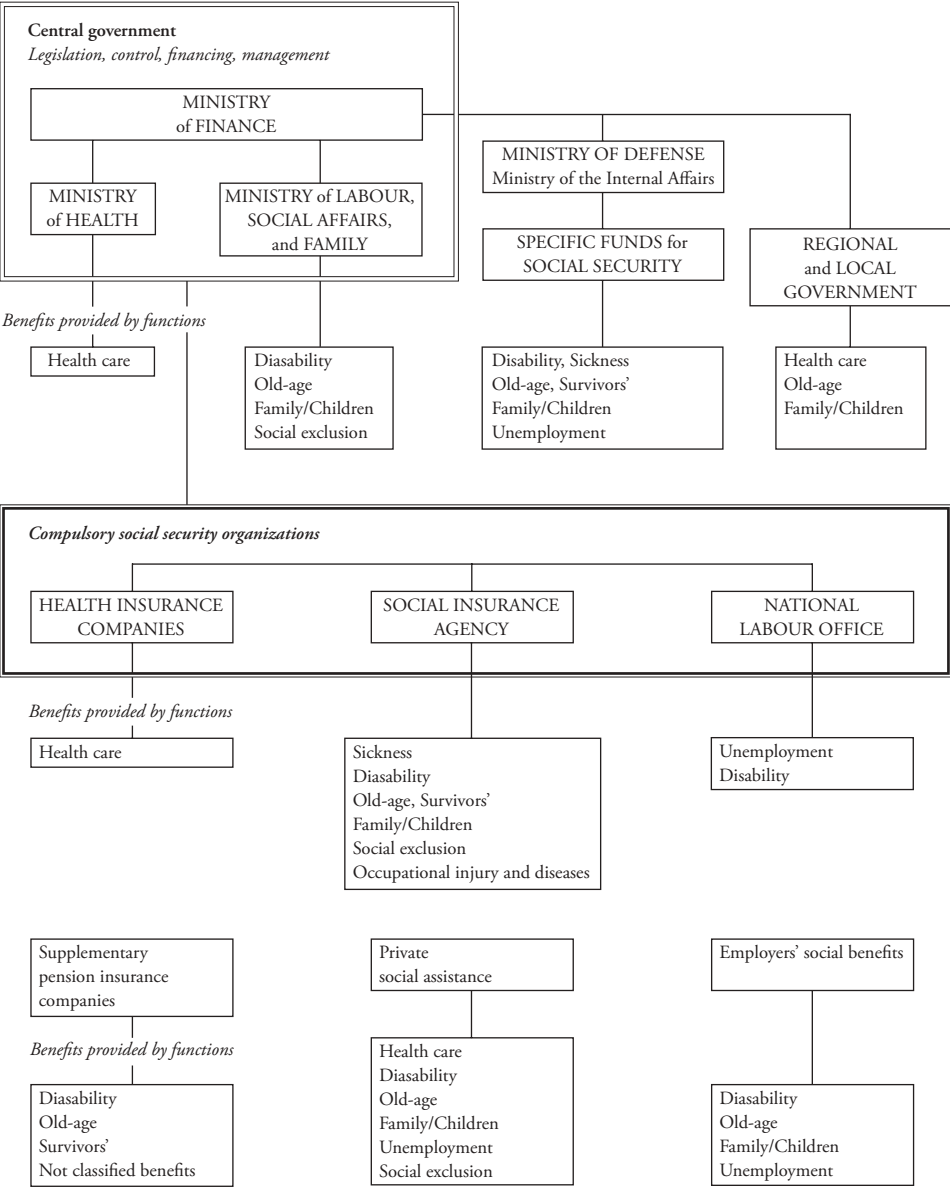 Central government
Legislation, control, financing, management
MINISTRY
of FINANCE
MINISTRY
of HEALTH
MINISTRY of LABOUR,
SOCIAL AFFAIRS,
and FAMILY
MINISTRY OF DEFENSE
Ministry of the Internal Affairs
SPECIFIC FUNDS for
SOCIAL SECURITY
REGIONAL
and LOCAL
GOVERNMENT
Benefits provided by functions
Health care
Diasability
Old-age
Family/Children
Social exclusion
Disability, Sickness
Old-age, Survivors’
Family/Children
Unemployment
Health care
Old-age
Family/Children
Compulsory social security organizations
HEALTH INSURANCE
COMPANIES
SOCIAL INSURANCE
AGENCY
NATIONAL
LABOUR OFFICE
Benefits provided by functions
Health care
Sickness
Diasability
Old-age, Survivors’
Family/Children
Social exclusion
Occupational injury and diseases
Unemployment
Disability
Supplementary
pension insurance
companies
Private
social assistance
Employers’ social benefits
Benefits provided by functions
Diasability
Old-age
Survivors’
Not classified benefits
Health care
Diasability
Old-age
Family/Children
Unemployment
Social exclusion
Diasability
Old-age
Family/Children
Unemployment